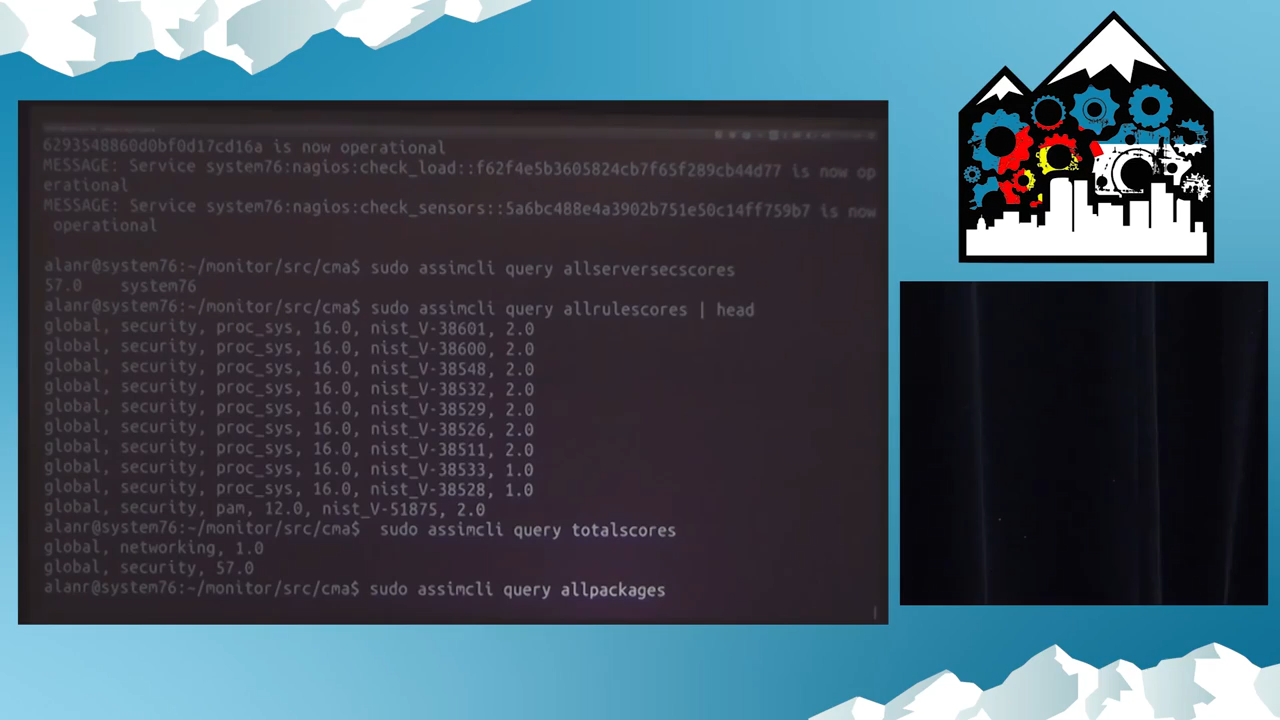 6293548860d0bf0d17cd16a is now operational
MESSAGE: Service system76:nagios:check_load::f62f4e5b3605824cb7f65f289cb44d77 is now op
erational
MESSAGE: Service system76:nagios:check_sensors::5a6bc488e4a3902b751e50c14ff759b7 is now
 operational
alanr@system76:~/monitor/src/cma$ sudo assimcli query allserversecscores
57.0    system76
alanr@system76:~/monitor/src/cma$ sudo assimcli query allrulescores | head
global, security, proc_sys, 16.0, nist_V-38601, 2.0
global, security, proc_sys, 16.0, nist_V-38600, 2.0
global, security, proc_sys, 16.0, nist_V-38548, 2.0
global, security, proc_sys, 16.0, nist_V-38532, 2.0
global, security, proc_sys, 16.0, nist_V-38529, 2.0
global, security, proc_sys, 16.0, nist_V-38526, 2.0
global, security, proc_sys, 16.0, nist_V-38511, 2.0
global, security, proc_sys, 16.0, nist_V-38533, 1.0
global, security, proc_sys, 16.0, nist_V-38528, 1.0
global, security, pam, 12.0, nist_V-51875, 2.0
alanr@system76:~/monitor/src/cma$  sudo assimcli query totalscores
global, networking, 1.0
global, security, 57.0
alanr@system76:~/monitor/src/cma$ sudo assimcli query allpackages